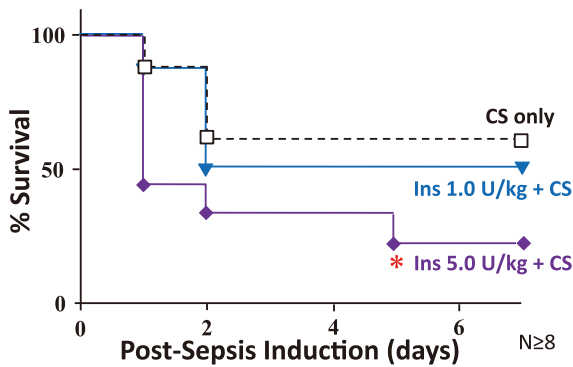 % Survival
100
50
0
CS only
Ins 1.0 U/kg + CS
* Ins 5.0 U/kg + CS
0 2 4 6
Post-Sepsis Induction (days)
N≥8